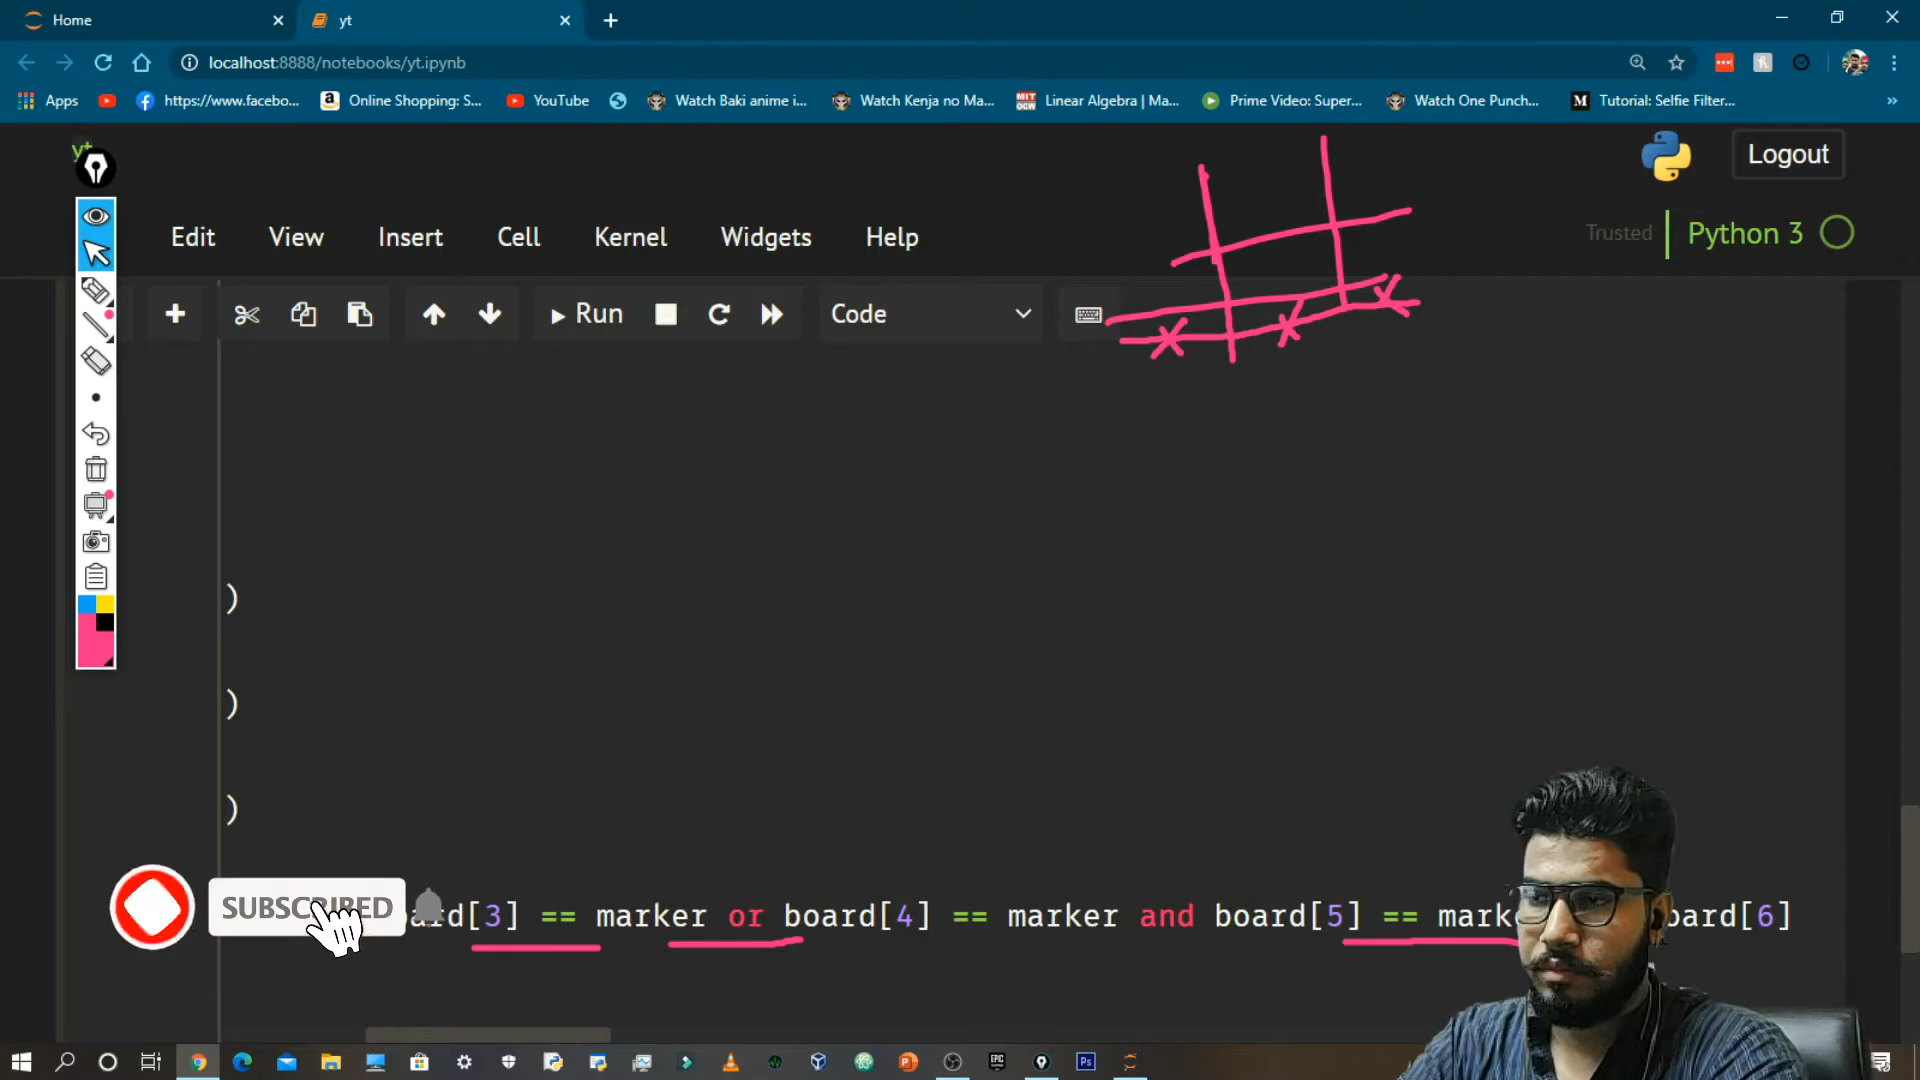 Home
yt
localhost:8888/notebooks/yt.ipynb
Apps
https://www.facebo...
Online Shopping: S...
YouTube
Watch Baki anime i...
Watch Kenja no Ma...
MIT OCW
Linear Algebra | Ma...
Prime Video: Super...
Watch One Punch...
Tutorial: Selfie Filter...
»
Logout
Edit View Insert Cell Kernel Widgets Help
Trusted
Python 3
Run
Code
)
)
)
SUBSCRIBED
ard[3] == marker or board[4] == marker and board[5] == mark
oard[6]